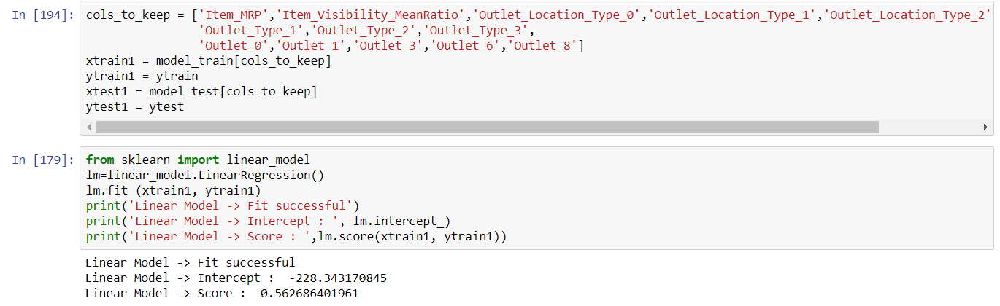 In [194]: cols_to_keep = ['Item_MRP','Item_Visibility_MeanRatio','Outlet_Location_Type_0','Outlet_Location_Type_1','Outlet_Location_Type_2'
'Outlet_Type_1','Outlet_Type_2','Outlet_Type_3',
'Outlet_0','Outlet_1','Outlet_3','Outlet_6','Outlet_8']
xtrain1 = model_train[cols_to_keep]
ytrain1 = ytrain
xtest1 = model_test[cols_to_keep]
ytest1 = ytest
In [179]: from sklearn import linear_model
lm=linear_model.LinearRegression()
lm.fit (xtrain1, ytrain1)
print('Linear Model -> Fit successful')
print('Linear Model -> Intercept : ', lm.intercept_)
print('Linear Model -> Score : ',lm.score(xtrain1, ytrain1))
Linear Model -> Fit successful
Linear Model -> Intercept :  -228.343170845
Linear Model -> Score :  0.562686401961